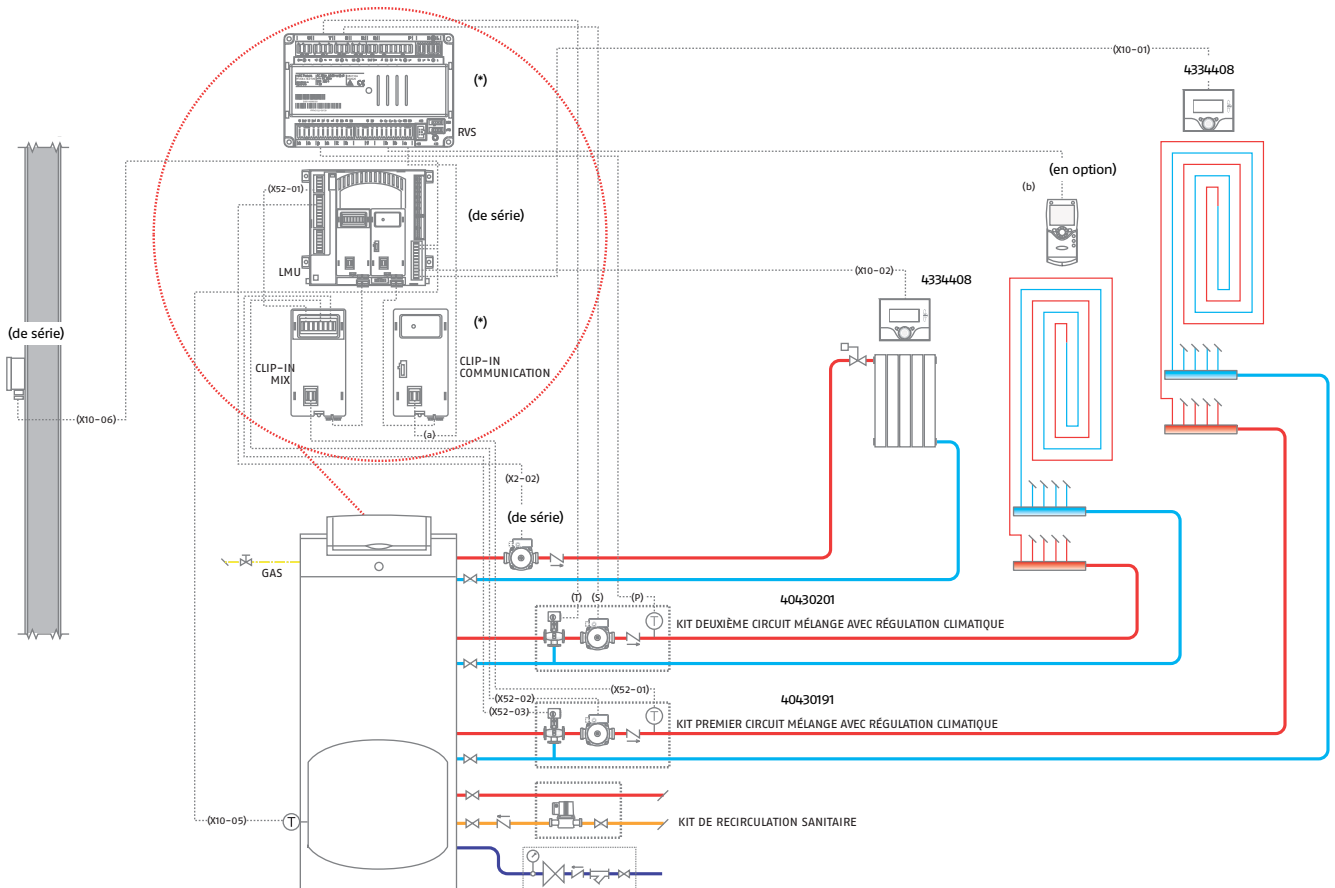 (X10-01)
4334408
(*)
RVS
(en option)
(b)
(X52-01)
(de série)
LMU
(X10-02)
4334408
(de série)
(*)
CLIP-IN
MIX
CLIP-IN
COMMUNICATION
(X10-06)
(a)
(X2-02)
(de série)
GAS
(T)
(S)
(P)
40430201
T
KIT DEUXIÈME CIRCUIT MÉLANGE AVEC RÉGULATION CLIMATIQUE
(X52-01)
(X52-02)
40430191
(X52-03)
T
KIT PREMIER CIRCUIT MÉLANGE AVEC RÉGULATION CLIMATIQUE
(X10-05)
T
KIT DE RECIRCULATION SANITAIRE